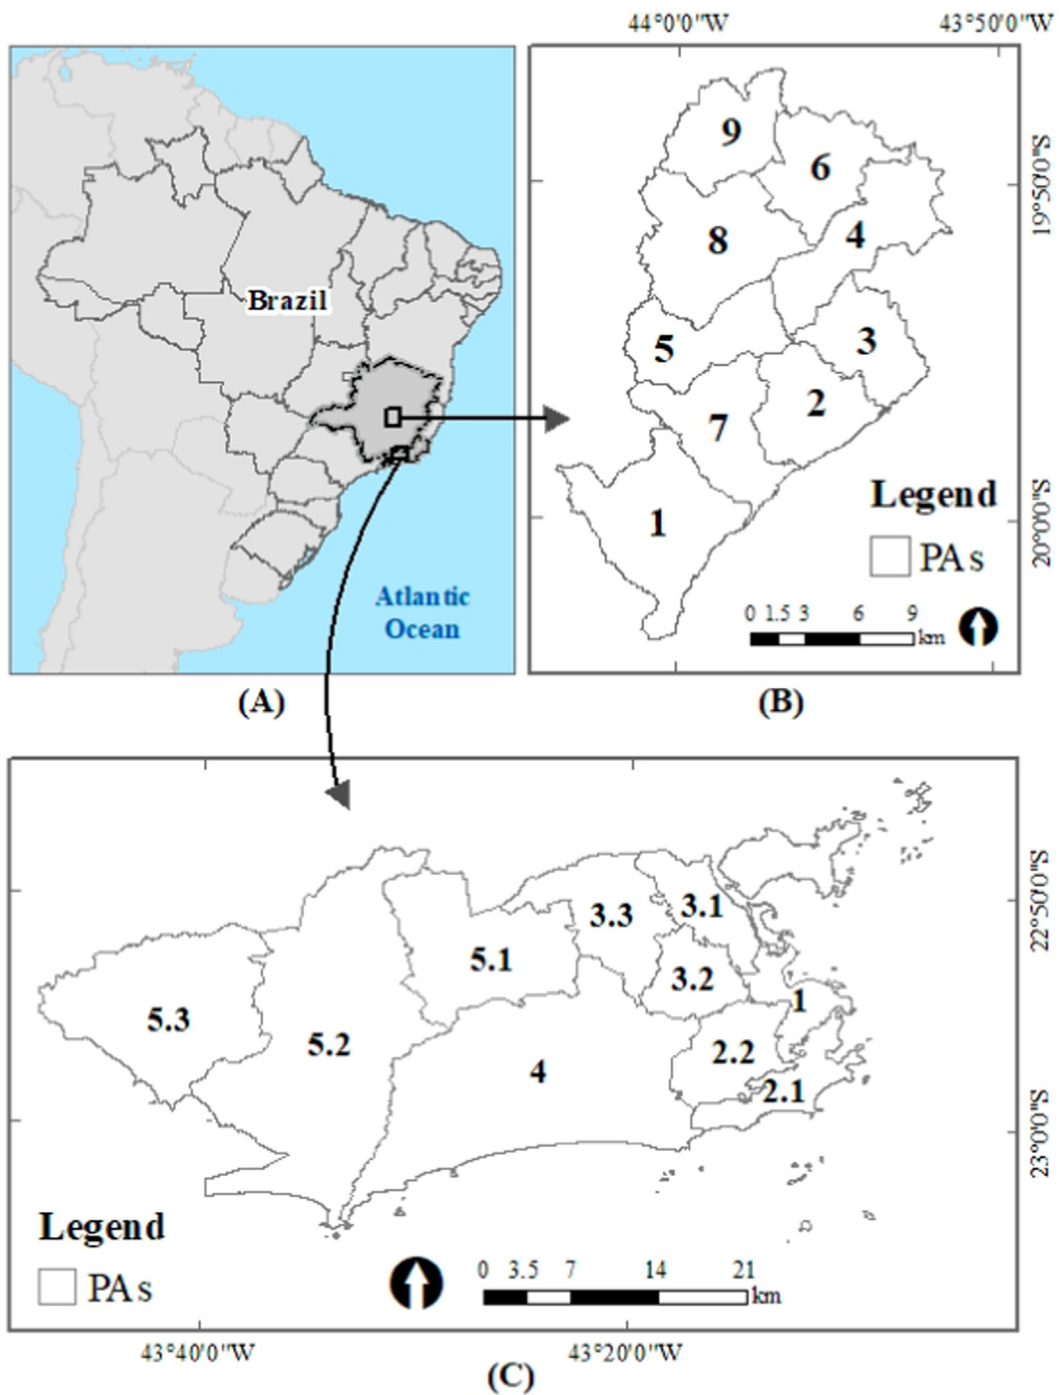 44°0'0"W
43°50'0"W
Brazil
Atlantic
Ocean
(A)
9
6
8
4
5
3
7
2
1
19°50'0"S
20°0'0"S
Legend
PAs
0 1.5 3 6 9
km
(B)
5.3
5.2
5.1
3.3
3.1
3.2
1
2.2
4
2.1
22°50'0"S
23°0'0"S
Legend
PAs
0 3.5 7 14 21
km
43°40'0"W
43°20'0"W
(C)